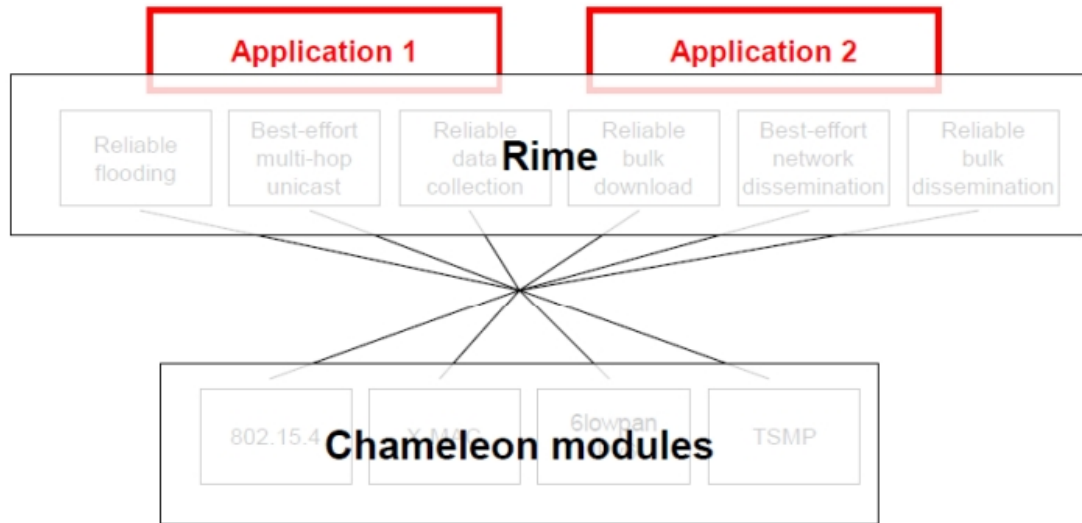 Application 1
Application 2
Reliable
flooding
Best-effort
multi-hop
unicast
Reliable
data
collection
Reliable
bulk
download
Best-effort
network
dissemination
Reliable
bulk
dissemination
Rime
802.15.4
X-MAC
6lowpan
TSMP
Chameleon modules